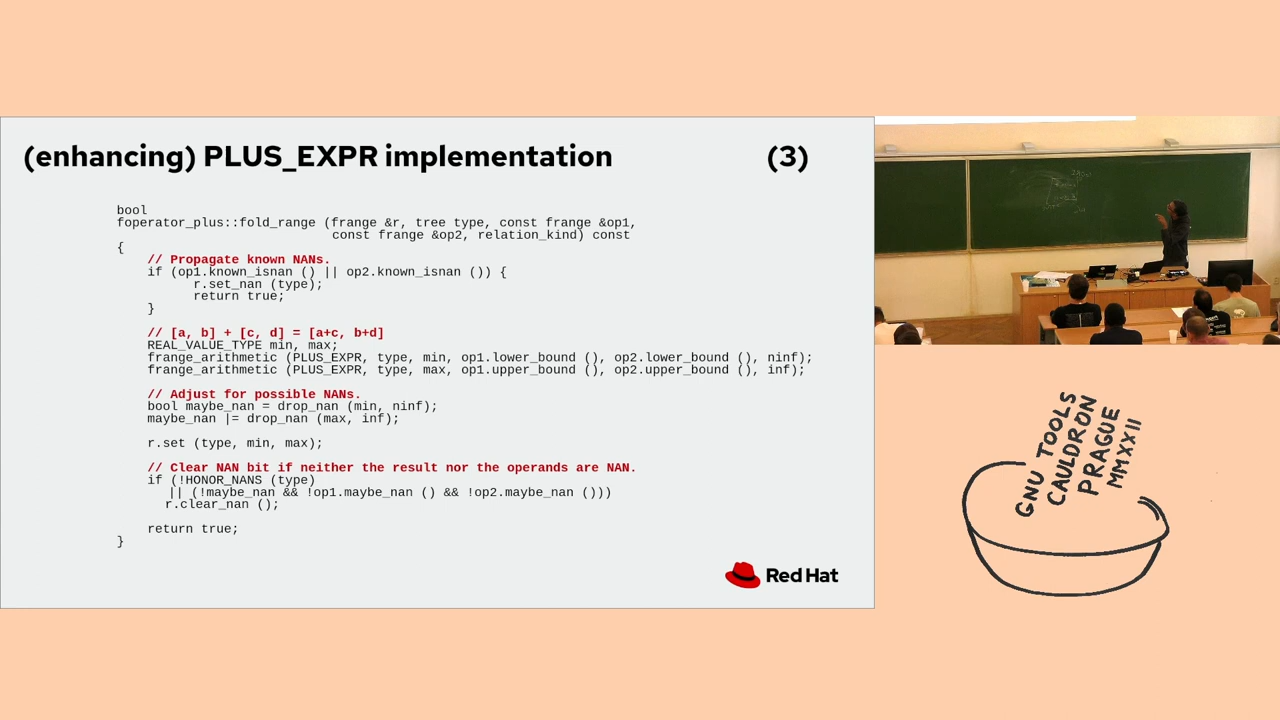 (enhancing) PLUS_EXPR implementation (3)
bool
foperator_plus::fold_range (frange &r, tree type, const frange &op1,
const frange &op2, relation_kind) const
{
// Propagate known NANs.
if (op1.known_isnan () || op2.known_isnan ()) {
r.set_nan (type);
return true;
}
// [a, b] + [c, d] = [a+c, b+d]
REAL_VALUE_TYPE min, max;
frange_arithmetic (PLUS_EXPR, type, min, op1.lower_bound (), op2.lower_bound (), ninf);
frange_arithmetic (PLUS_EXPR, type, max, op1.upper_bound (), op2.upper_bound (), inf);
// Adjust for possible NANs.
bool maybe_nan = drop_nan (min, ninf);
maybe_nan |= drop_nan (max, inf);
r.set (type, min, max);
// Clear NAN bit if neither the result nor the operands are NAN.
if (!HONOR_NANS (type)
|| (!maybe_nan && !op1.maybe_nan () && !op2.maybe_nan ()))
r.clear_nan ();
return true;
}
Red Hat
GNU TOOLS
CAULDRON
PRAGUE
MMXXII